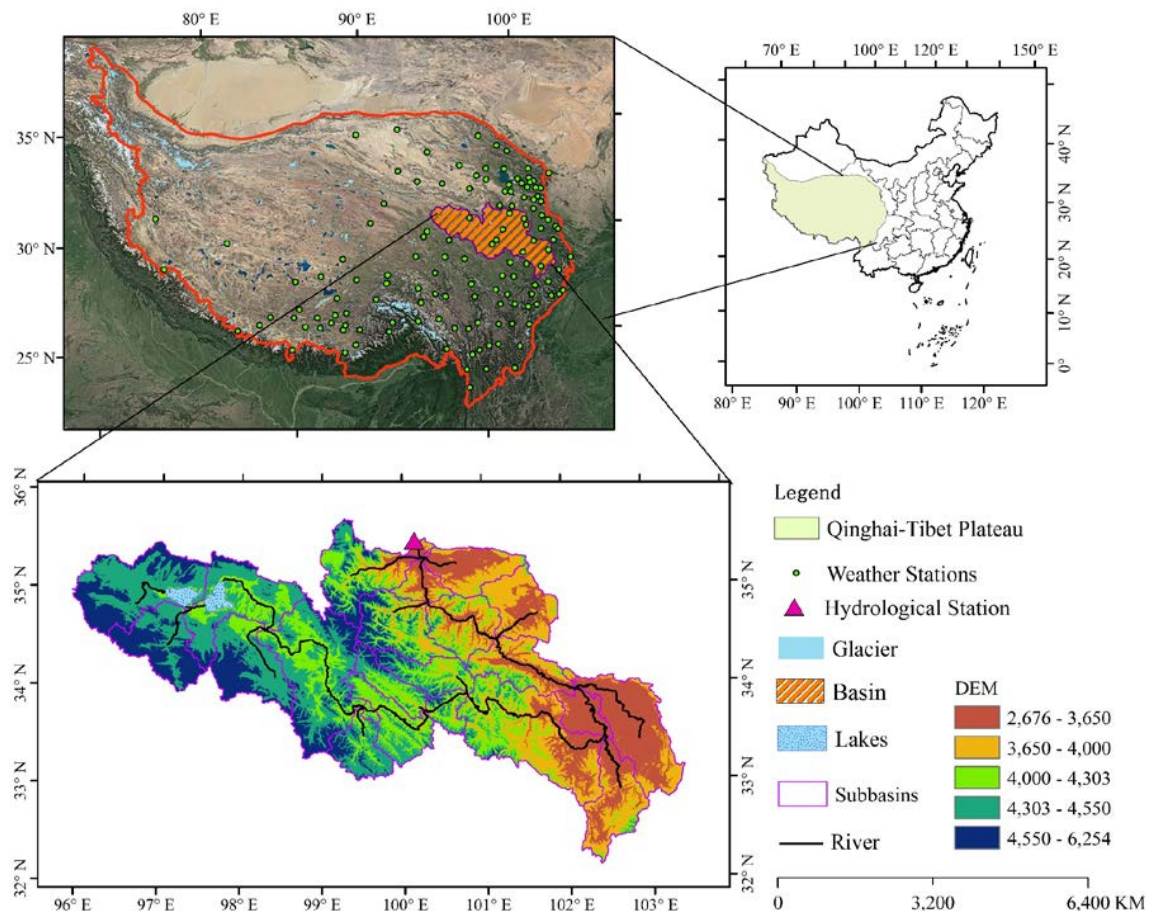 80° E 90° E 100° E
35° N
30° N
25° N
70° E 100° E 120° E 150° E
40° N
30° N
20° N
10° N
0°
80° E 90° E 100° E 110° E 120° E
36° N
35° N
34° N
33° N
32° N
35° N
34° N
33° N
32° N
96° E 97° E 98° E 99° E 100° E 101° E 102° E 103° E
Legend
Qinghai-Tibet Plateau
Weather Stations
Hydrological Station
Glacier
Basin
Lakes
Subbasins
River
DEM
2,676 - 3,650
3,650 - 4,000
4,000 - 4,303
4,303 - 4,550
4,550 - 6,254
0 3,200 6,400 KM